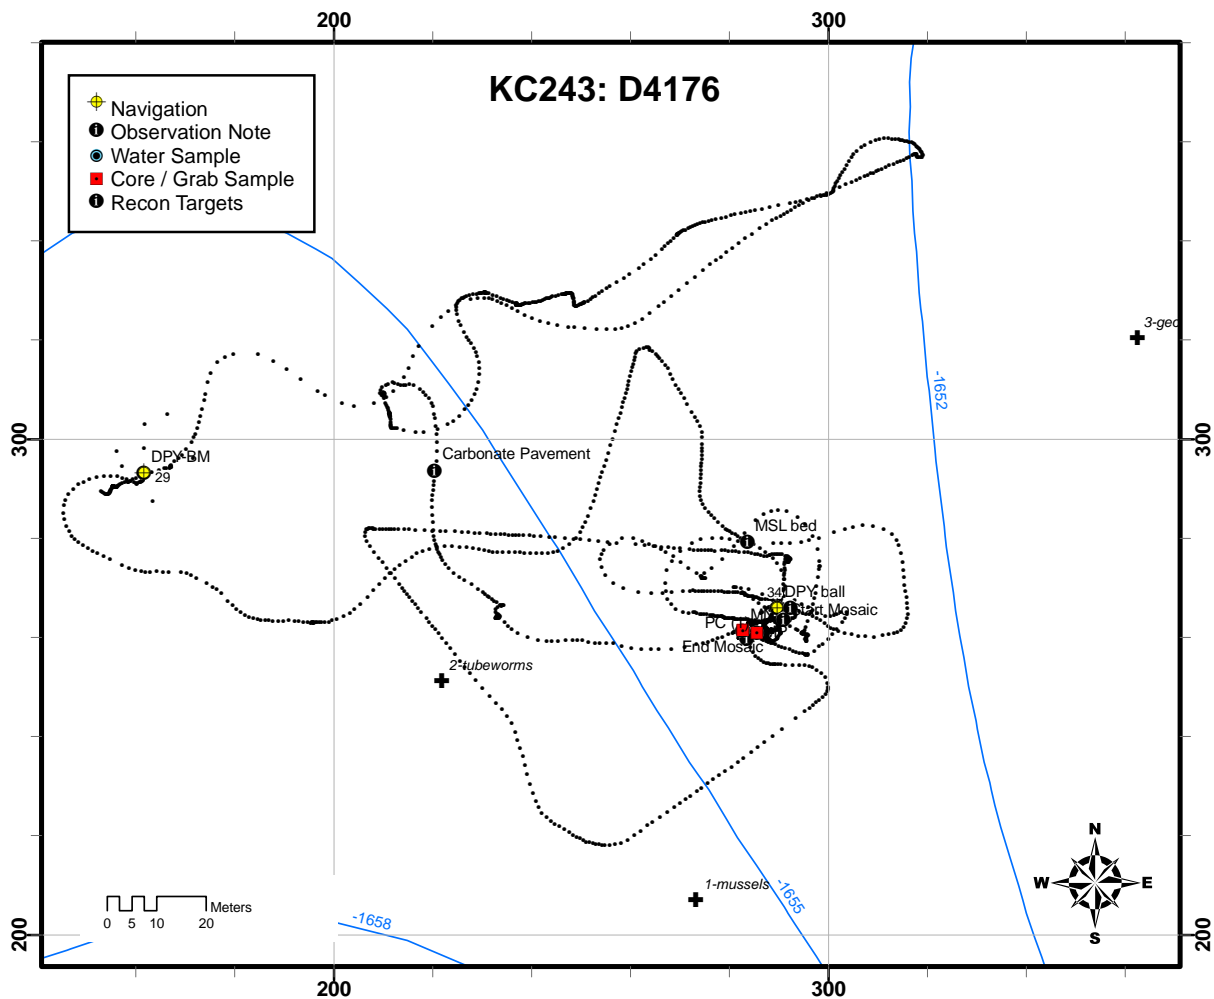 200 300
KC243: D4176
Navigation
Observation Note
Water Sample
Core / Grab Sample
Recon Targets
3-geo
-1652
300 300
Carbonate Pavement
DPY-BM
29
MSL bed
34 DPY ball
Start Mosaic
PC
End Mosaic
2-tubeworms
1-mussels
-1655
-1658
N
W E
S
Meters
0 5 10 20
200 200
200 300